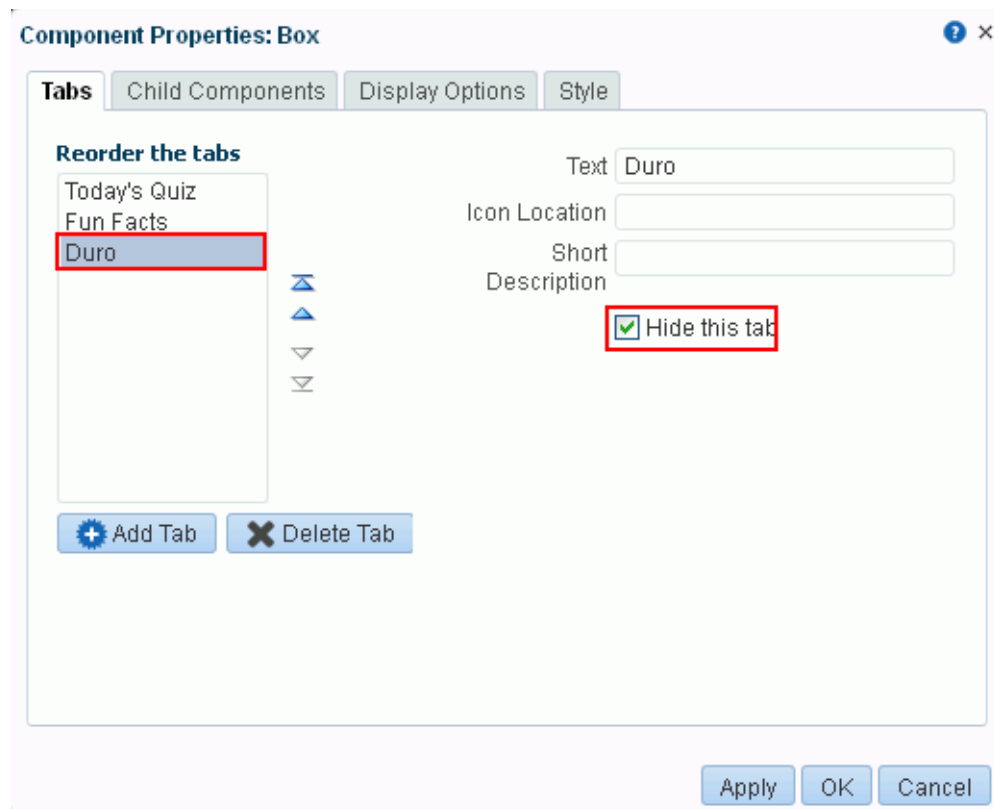 Component Properties: Box
Tabs
Child Components
Display Options
Style
Reorder the tabs
Today's Quiz
Fun Facts
Duro
Add Tab
Delete Tab
Text
Duro
Icon Location
Short
Description
Hide this tab
Apply
OK
Cancel